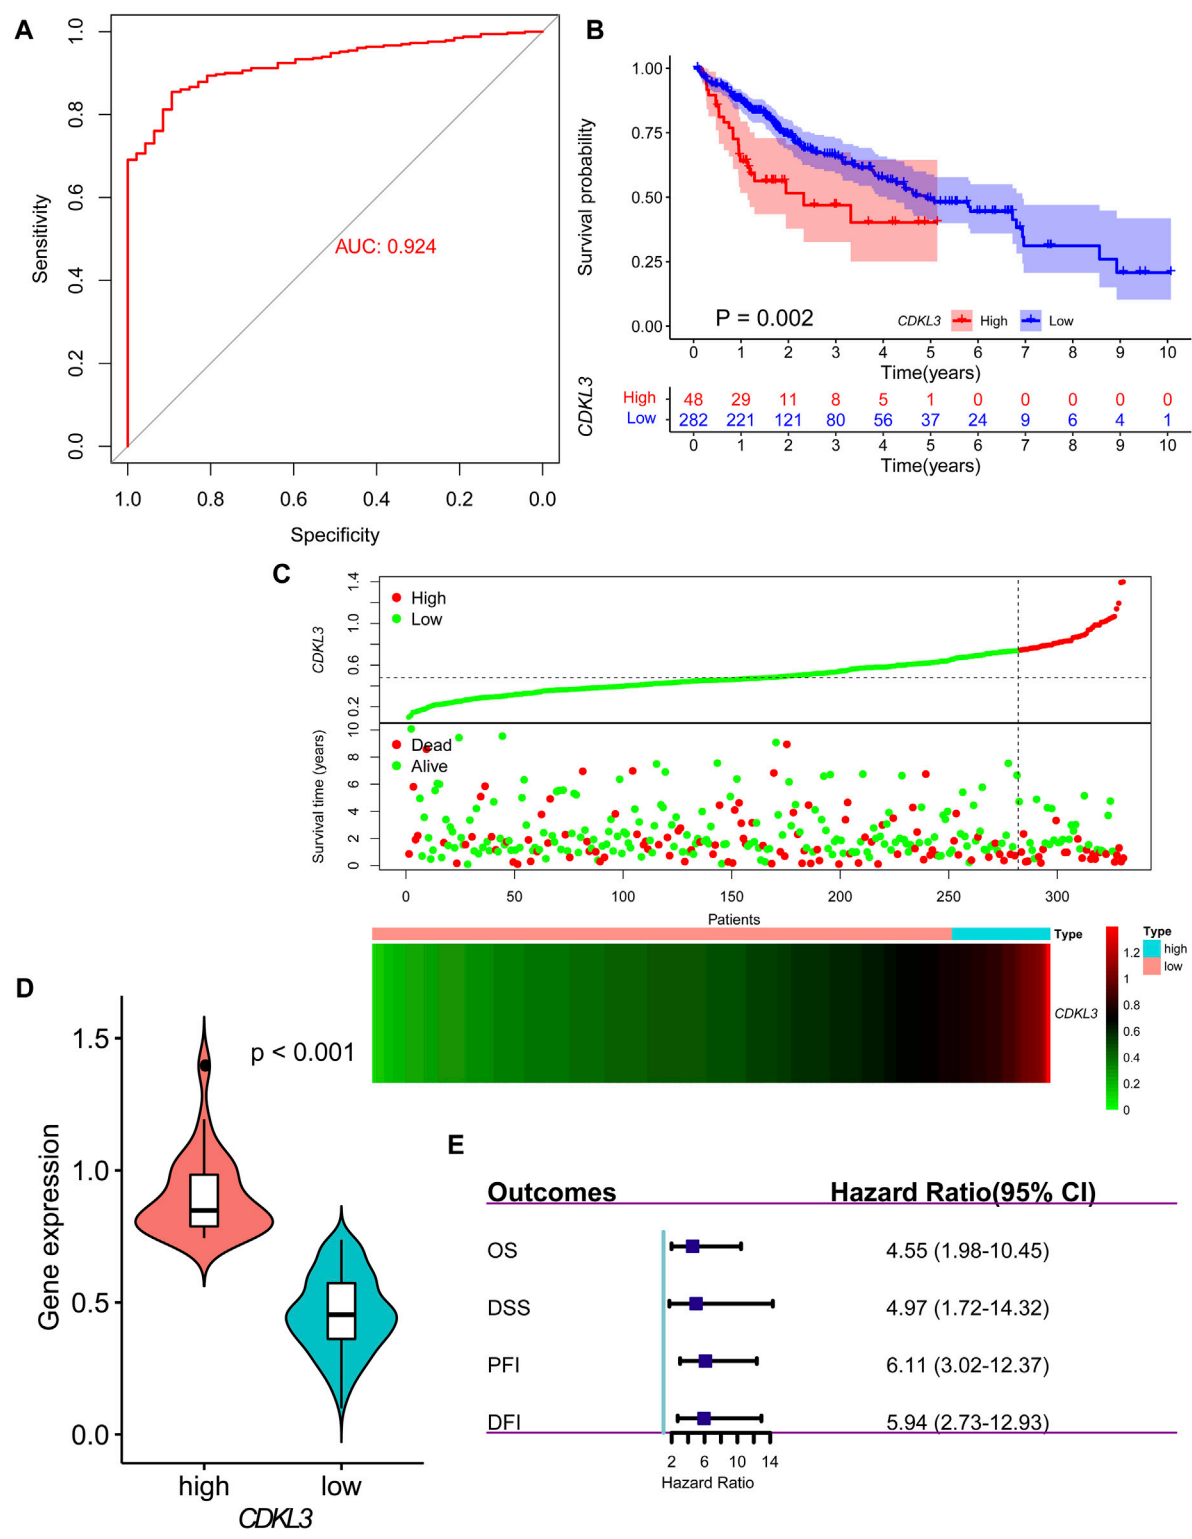 A
1.0
0.8
0.6
0.4
0.2
0.0
Sensitivity
AUC: 0.924
1.0 0.8 0.6 0.4 0.2 0.0
Specificity
B
1.00
0.75
0.50
0.25
0.00
Survival probability
P = 0.002
CDKL3 High Low
0 1 2 3 4 5 6 7 8 9 10
Time(years)
CDKL3
High 48 29 11 8 5 1 0 0 0 0 0
Low 282 221 121 80 56 37 24 9 6 4 1
0 1 2 3 4 5 6 7 8 9 10
Time(years)
C
CDKL3
1.4
1.0
0.6
0.2
High
Low
Survival time (years)
10
8
6
4
2
0
Dead
Alive
0 50 100 150 200 250 300
Patients
Type
CDKL3
1.2
1
0.8
0.6
0.4
0.2
0
Type
high
low
D
Gene expression
1.5
1.0
0.5
0.0
p < 0.001
high low
CDKL3
E
Outcomes Hazard Ratio(95% CI)
OS 4.55 (1.98-10.45)
DSS 4.97 (1.72-14.32)
PFI 6.11 (3.02-12.37)
DFI 5.94 (2.73-12.93)
2 6 10 14
Hazard Ratio